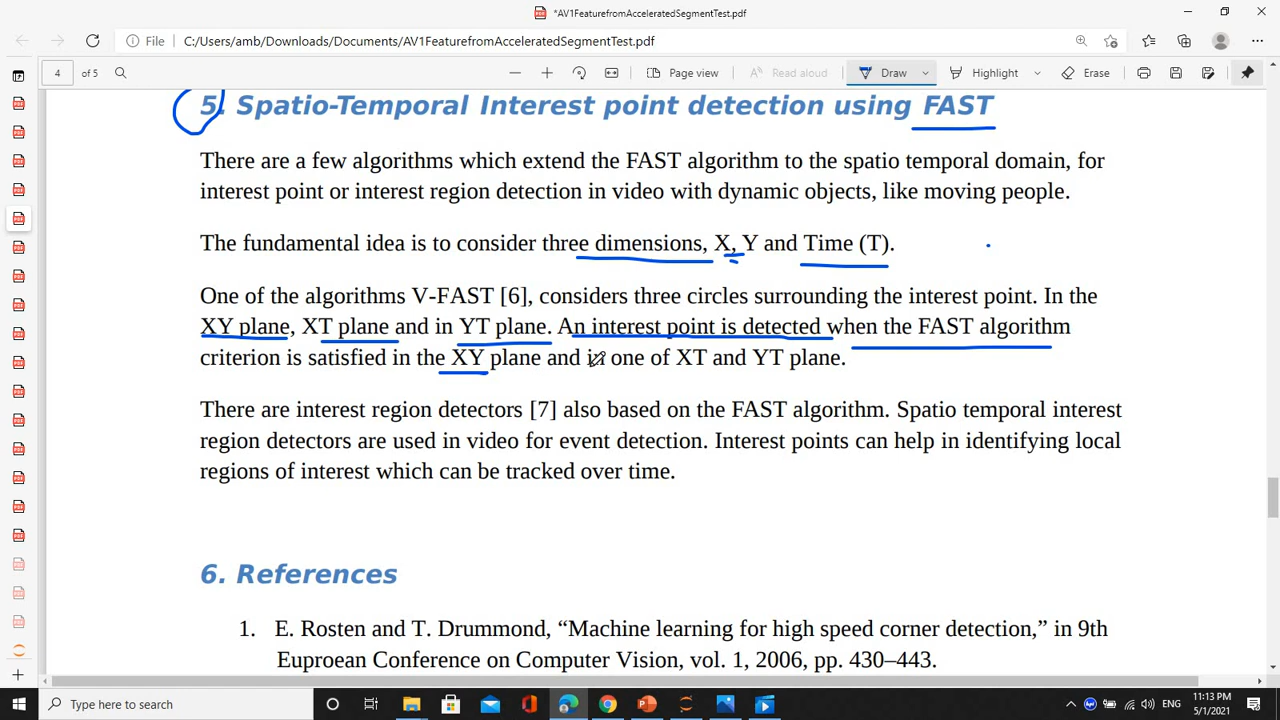 *AV1FeaturefromAcceleratedSegmentTest.pdf
File C:/Users/amb/Downloads/Documents/AV1FeaturefromAcceleratedSegmentTest.pdf
4 of 5 Page view Read aloud Draw Highlight Erase
5. Spatio-Temporal Interest point detection using FAST
There are a few algorithms which extend the FAST algorithm to the spatio temporal domain, for
interest point or interest region detection in video with dynamic objects, like moving people.
The fundamental idea is to consider three dimensions, X, Y and Time (T).
One of the algorithms V-FAST [6], considers three circles surrounding the interest point. In the
XY plane, XT plane and in YT plane. An interest point is detected when the FAST algorithm
criterion is satisfied in the XY plane and in one of XT and YT plane.
There are interest region detectors [7] also based on the FAST algorithm. Spatio temporal interest
region detectors are used in video for event detection. Interest points can help in identifying local
regions of interest which can be tracked over time.
6. References
1. E. Rosten and T. Drummond, “Machine learning for high speed corner detection,” in 9th
Euproean Conference on Computer Vision, vol. 1, 2006, pp. 430–443.
Type here to search
ENG
11:13 PM
5/1/2021